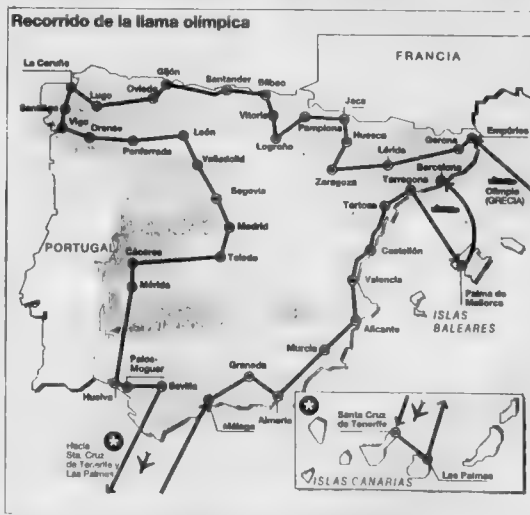 Recorrido de la llama olímpica
FRANCIA
La Coruña
Gijón
Lugo
Oviedo
Santander
Bilbao
Santiago
Vigo
Orense
Ponferrada
León
Vitoria
Logroño
Pamplona
Jaca
Huesca
Zaragoza
Lérida
Gerona
Empúries
Barcelona
Tarragona
Olimpia
(GRECIA)
Valladolid
Segovia
Madrid
Toledo
Tortosa
Castellón
Valencia
Alicante
Palma de
Mallorca
ISLAS
BALEARES
PORTUGAL
Cáceres
Mérida
Palos-
Moguer
Huelva
Sevilla
Granada
Murcia
Almería
Málaga
Hacia
Sta. Cruz
de Tenerife y
Las Palmas
Santa Cruz
de Tenerife
Las Palmas
ISLAS CANARIAS